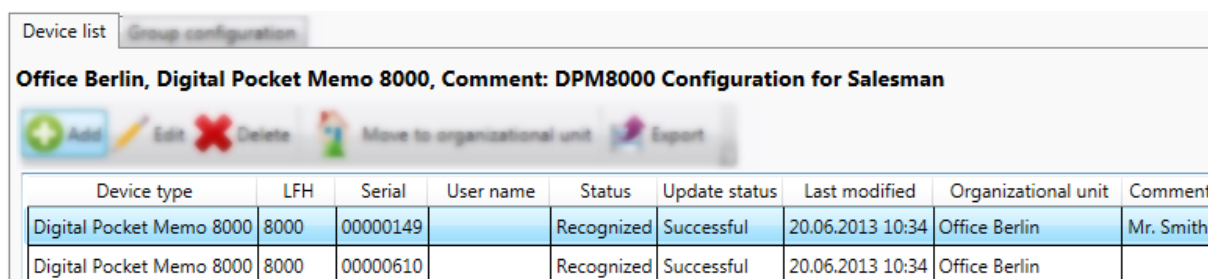 Device list Group configuration
Office Berlin, Digital Pocket Memo 8000, Comment: DPM8000 Configuration for Salesman
Add Edit Delete Move to organizational unit Export
Device type LFH Serial User name Status Update status Last modified Organizational unit Comment
Digital Pocket Memo 8000 8000 00000149 Recognized Successful 20.06.2013 10:34 Office Berlin Mr. Smith
Digital Pocket Memo 8000 8000 00000610 Recognized Successful 20.06.2013 10:34 Office Berlin